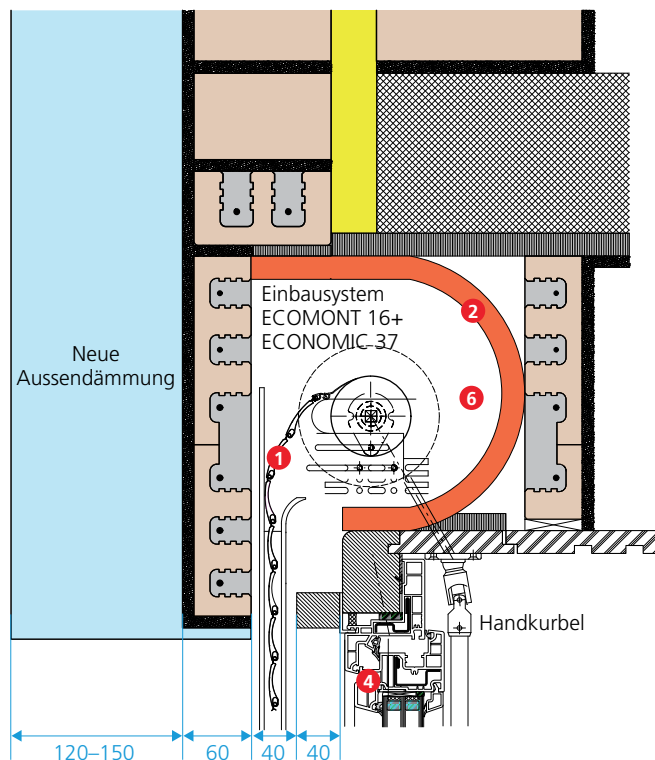 Einbausystem
ECOMONT 16+
ECONOMIC 37
2
Neue
Aussendämmung
6
1
Handkurbel
4
120–150
60
40
40